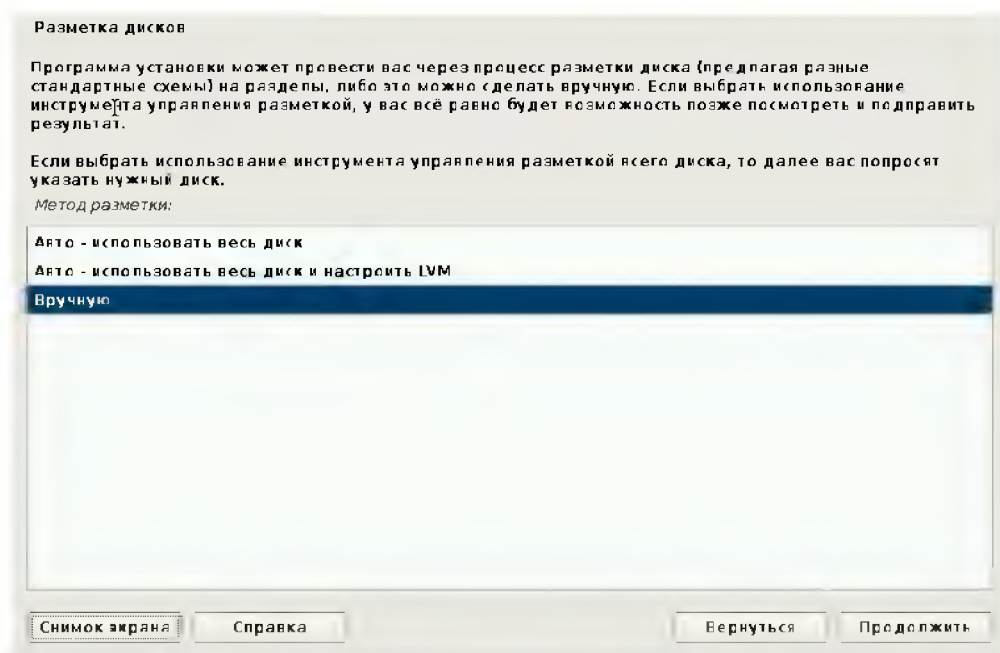 Разметка дисков
Программа установки может провести вас через процесс разметки диска (предлагая разные
стандартные схемы) на разделы, либо это можно сделать вручную. Если выбрать использование
инструмента управления разметкой, у вас всё равно будет возможность позже посмотреть и подправить
результат.
Если выбрать использование инструмента управления разметкой всего диска, то далее вас попросят
указать нужный диск.
Метод разметки:
Авто - использовать весь диск
Авто - использовать весь диск и настроить LVM
Вручную
Снимок экрана Справка Вернуться Продолжить